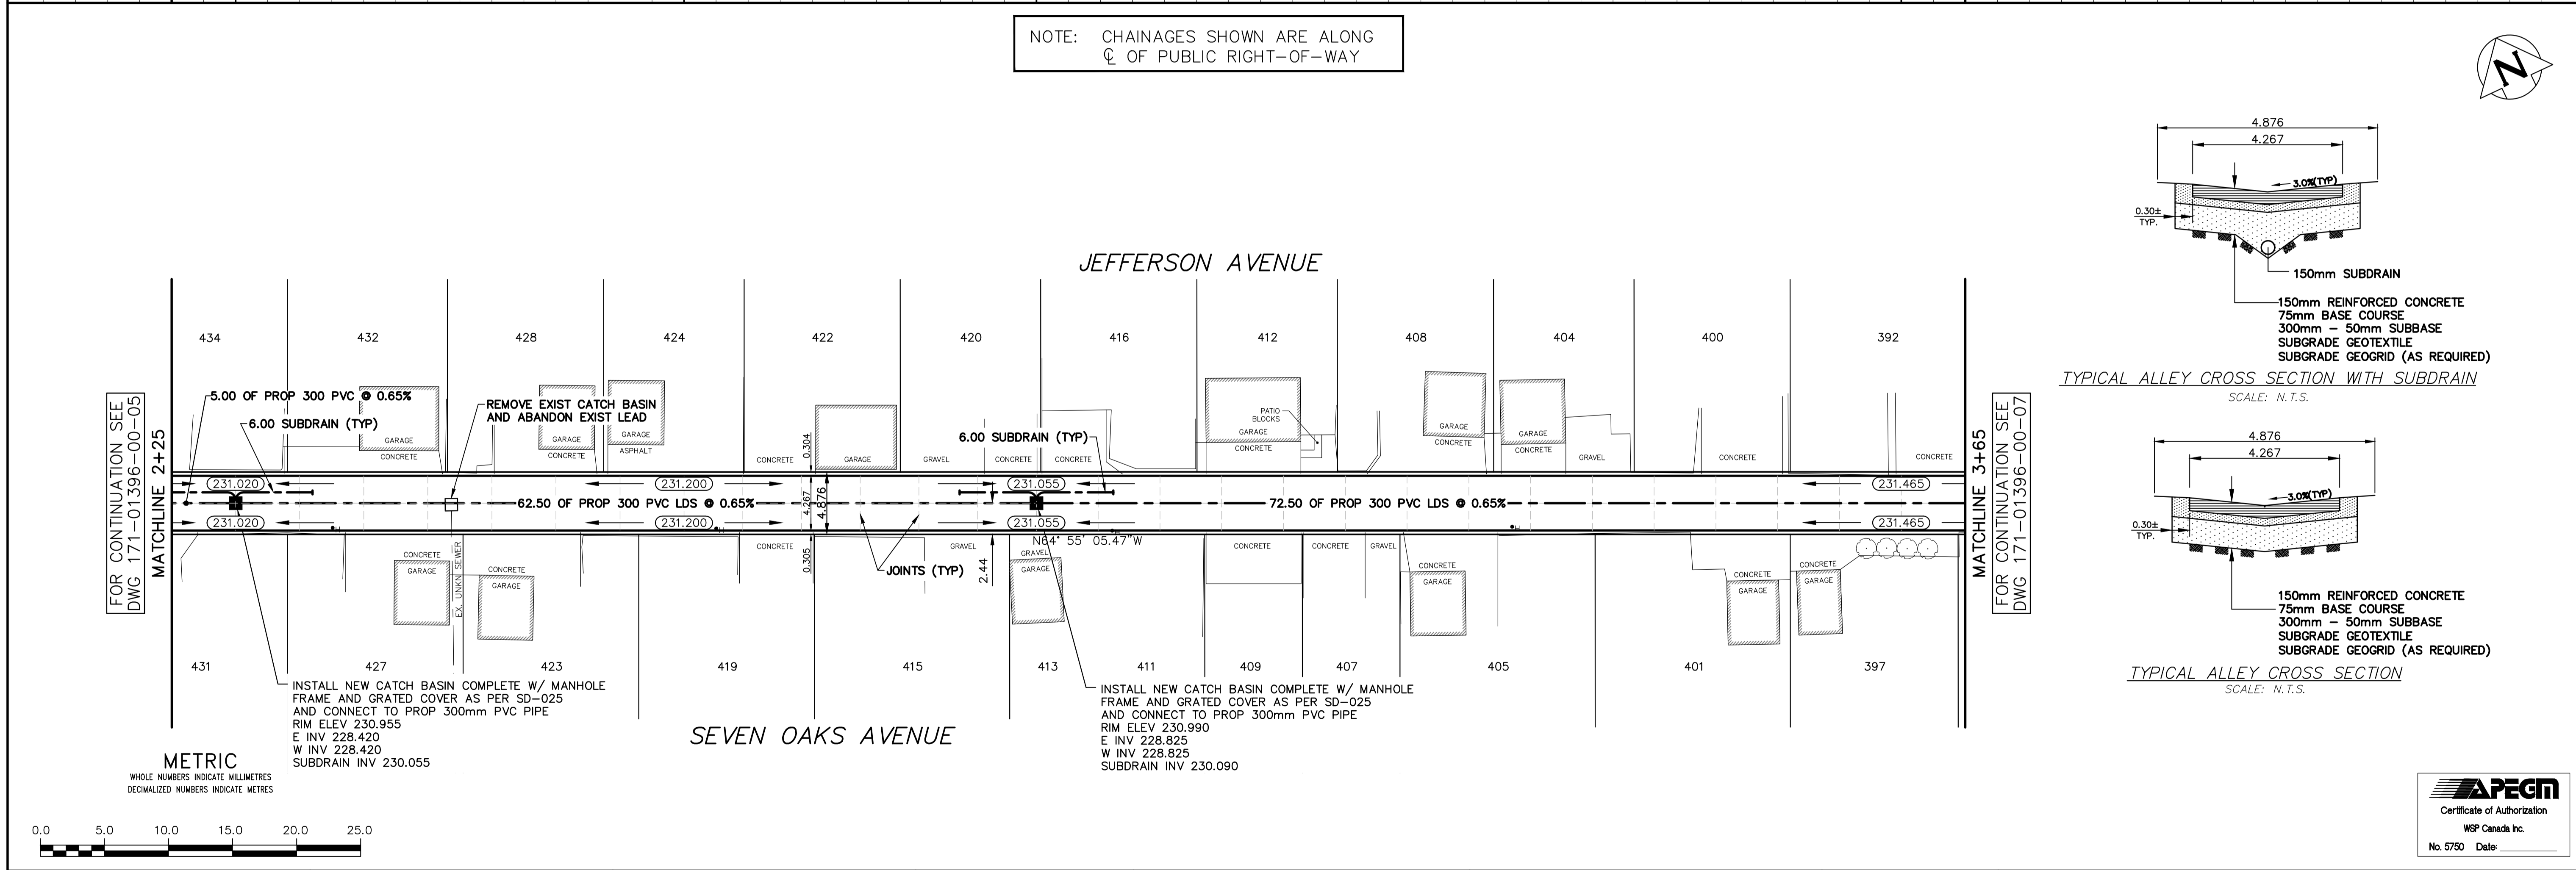 NOTE: CHAINAGES SHOWN ARE ALONG
℄ OF PUBLIC RIGHT-OF-WAY
N
JEFFERSON AVENUE
434
432
428
424
422
420
416
412
408
404
400
392
FOR CONTINUATION SEE
DWG 171-01396-00-05
MATCHLINE 2+25
5.00 OF PROP 300 PVC @ 0.65%
6.00 SUBDRAIN (TYP)
GARAGE
CONCRETE
REMOVE EXIST CATCH BASIN
AND ABANDON EXIST LEAD
GARAGE
CONCRETE
GARAGE
ASPHALT
CONCRETE
0.304
GARAGE
GRAVEL
6.00 SUBDRAIN (TYP)
CONCRETE
CONCRETE
PATIO
BLOCKS
GARAGE
CONCRETE
GARAGE
CONCRETE
GARAGE
CONCRETE
GRAVEL
CONCRETE
CONCRETE
231.020
231.200
231.055
231.465
62.50 OF PROP 300 PVC LDS @ 0.65%
4.267
4.876
72.50 OF PROP 300 PVC LDS @ 0.65%
231.020
231.200
231.055
231.465
H
H
H
H
N64° 55' 05.47"W
CONCRETE
GARAGE
EX. UNKN SEWER
CONCRETE
GARAGE
CONCRETE
0.305
JOINTS (TYP)
GRAVEL
2.44
GRAVEL
GARAGE
CONCRETE
CONCRETE
GRAVEL
CONCRETE
GARAGE
CONCRETE
GARAGE
CONCRETE
GARAGE
MATCHLINE 3+65
FOR CONTINUATION SEE
DWG 171-01396-00-07
431
427
423
419
415
413
411
409
407
405
401
397
INSTALL NEW CATCH BASIN COMPLETE W/ MANHOLE
FRAME AND GRATED COVER AS PER SD-025
AND CONNECT TO PROP 300mm PVC PIPE
RIM ELEV 230.955
E INV 228.420
W INV 228.420
SUBDRAIN INV 230.055
INSTALL NEW CATCH BASIN COMPLETE W/ MANHOLE
FRAME AND GRATED COVER AS PER SD-025
AND CONNECT TO PROP 300mm PVC PIPE
RIM ELEV 230.990
E INV 228.825
W INV 228.825
SUBDRAIN INV 230.090
SEVEN OAKS AVENUE
METRIC
WHOLE NUMBERS INDICATE MILLIMETRES
DECIMALIZED NUMBERS INDICATE METRES
0.0 5.0 10.0 15.0 20.0 25.0
4.876
4.267
3.0%(TYP)
0.30±
TYP.
150mm SUBDRAIN
150mm REINFORCED CONCRETE
75mm BASE COURSE
300mm - 50mm SUBBASE
SUBGRADE GEOTEXTILE
SUBGRADE GEOGRID (AS REQUIRED)
TYPICAL ALLEY CROSS SECTION WITH SUBDRAIN
SCALE: N.T.S.
4.876
4.267
3.0%(TYP)
0.30±
TYP.
150mm REINFORCED CONCRETE
75mm BASE COURSE
300mm - 50mm SUBBASE
SUBGRADE GEOTEXTILE
SUBGRADE GEOGRID (AS REQUIRED)
TYPICAL ALLEY CROSS SECTION
SCALE: N.T.S.
APEGM
Certificate of Authorization
WSP Canada Inc.
No. 5750 Date: